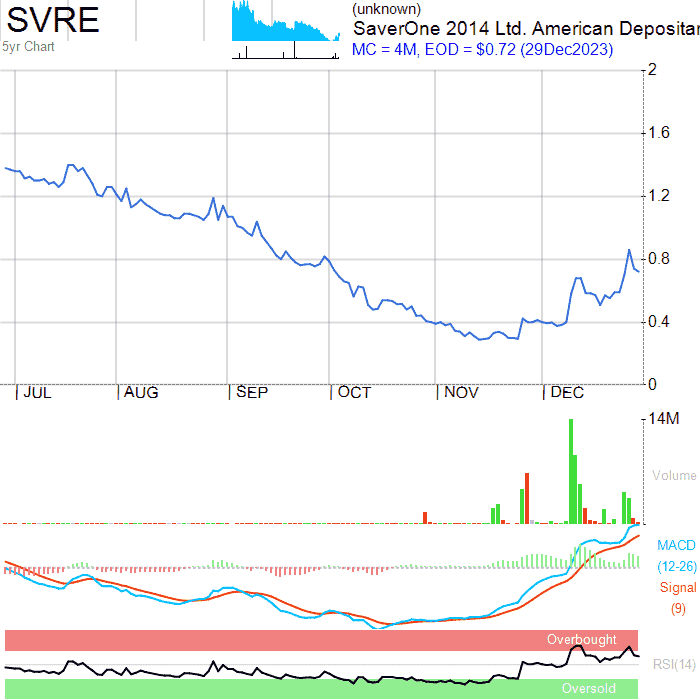 SVRE
5yr Chart
(unknown)
SaverOne 2014 Ltd. American Depositar
MC = 4M, EOD = $0.72 (29Dec2023)
2
1.6
1.2
0.8
0.4
0
JUL AUG SEP OCT NOV DEC
14M
Volume
MACD
(12-26)
Signal
(9)
Overbought
RSI(14)
Oversold